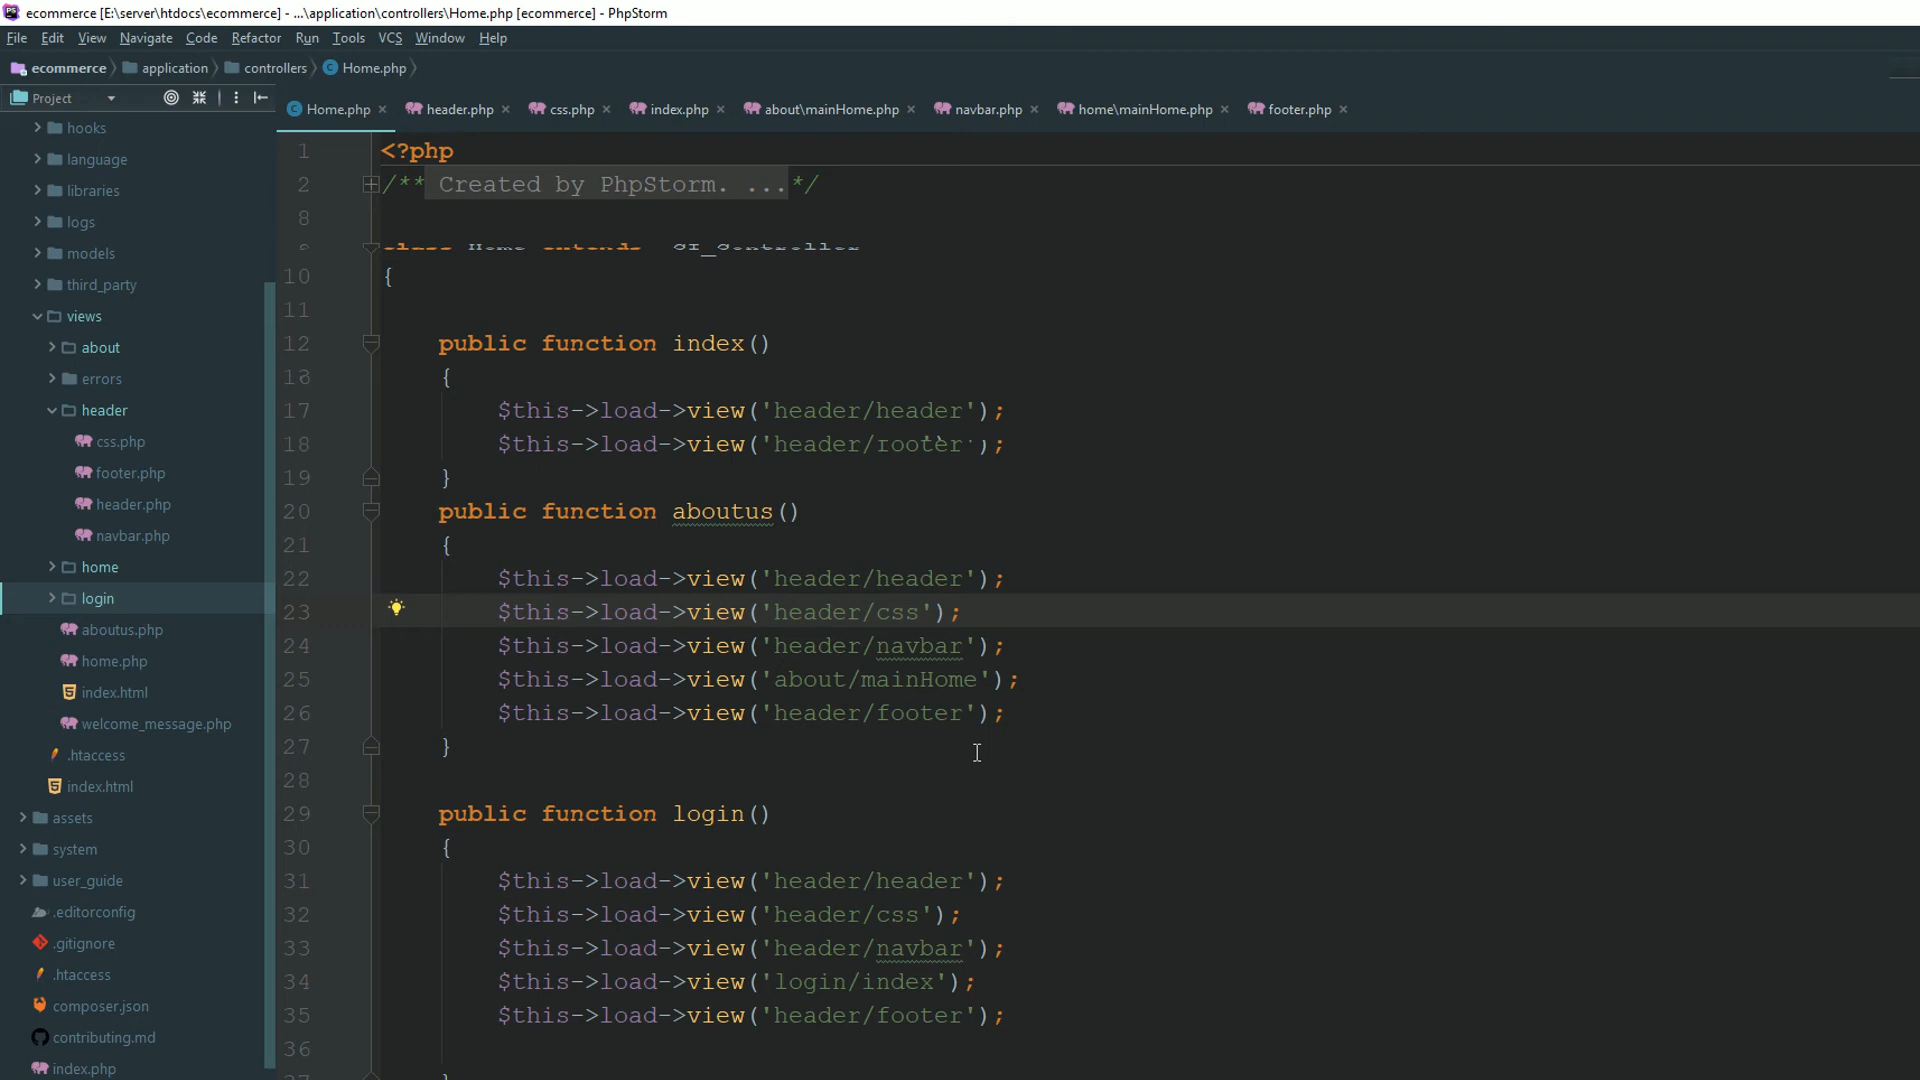 ecommerce [E:\server\htdocs\ecommerce] - ...\application\controllers\Home.php [ecommerce] - PhpStorm
File Edit View Navigate Code Refactor Run Tools VCS Window Help
ecommerce application controllers Home.php
Project
Home.php header.php css.php index.php about\mainHome.php navbar.php home\mainHome.php footer.php
hooks
language
libraries
logs
models
third_party
views
about
errors
header
css.php
footer.php
header.php
navbar.php
home
login
aboutus.php
home.php
index.html
welcome_message.php
.htaccess
index.html
assets
system
user_guide
.editorconfig
.gitignore
.htaccess
composer.json
contributing.md
index.php
1 <?php
2 /** Created by PhpStorm. ...*/
8
class Home extends CI_Controller
10 {
11
12 public function index()
16 {
17 $this->load->view('header/header');
18 $this->load->view('header/footer');
19 }
20 public function aboutus()
21 {
22 $this->load->view('header/header');
23 $this->load->view('header/css');
24 $this->load->view('header/navbar');
25 $this->load->view('about/mainHome');
26 $this->load->view('header/footer');
27 }
28
29 public function login()
30 {
31 $this->load->view('header/header');
32 $this->load->view('header/css');
33 $this->load->view('header/navbar');
34 $this->load->view('login/index');
35 $this->load->view('header/footer');
36